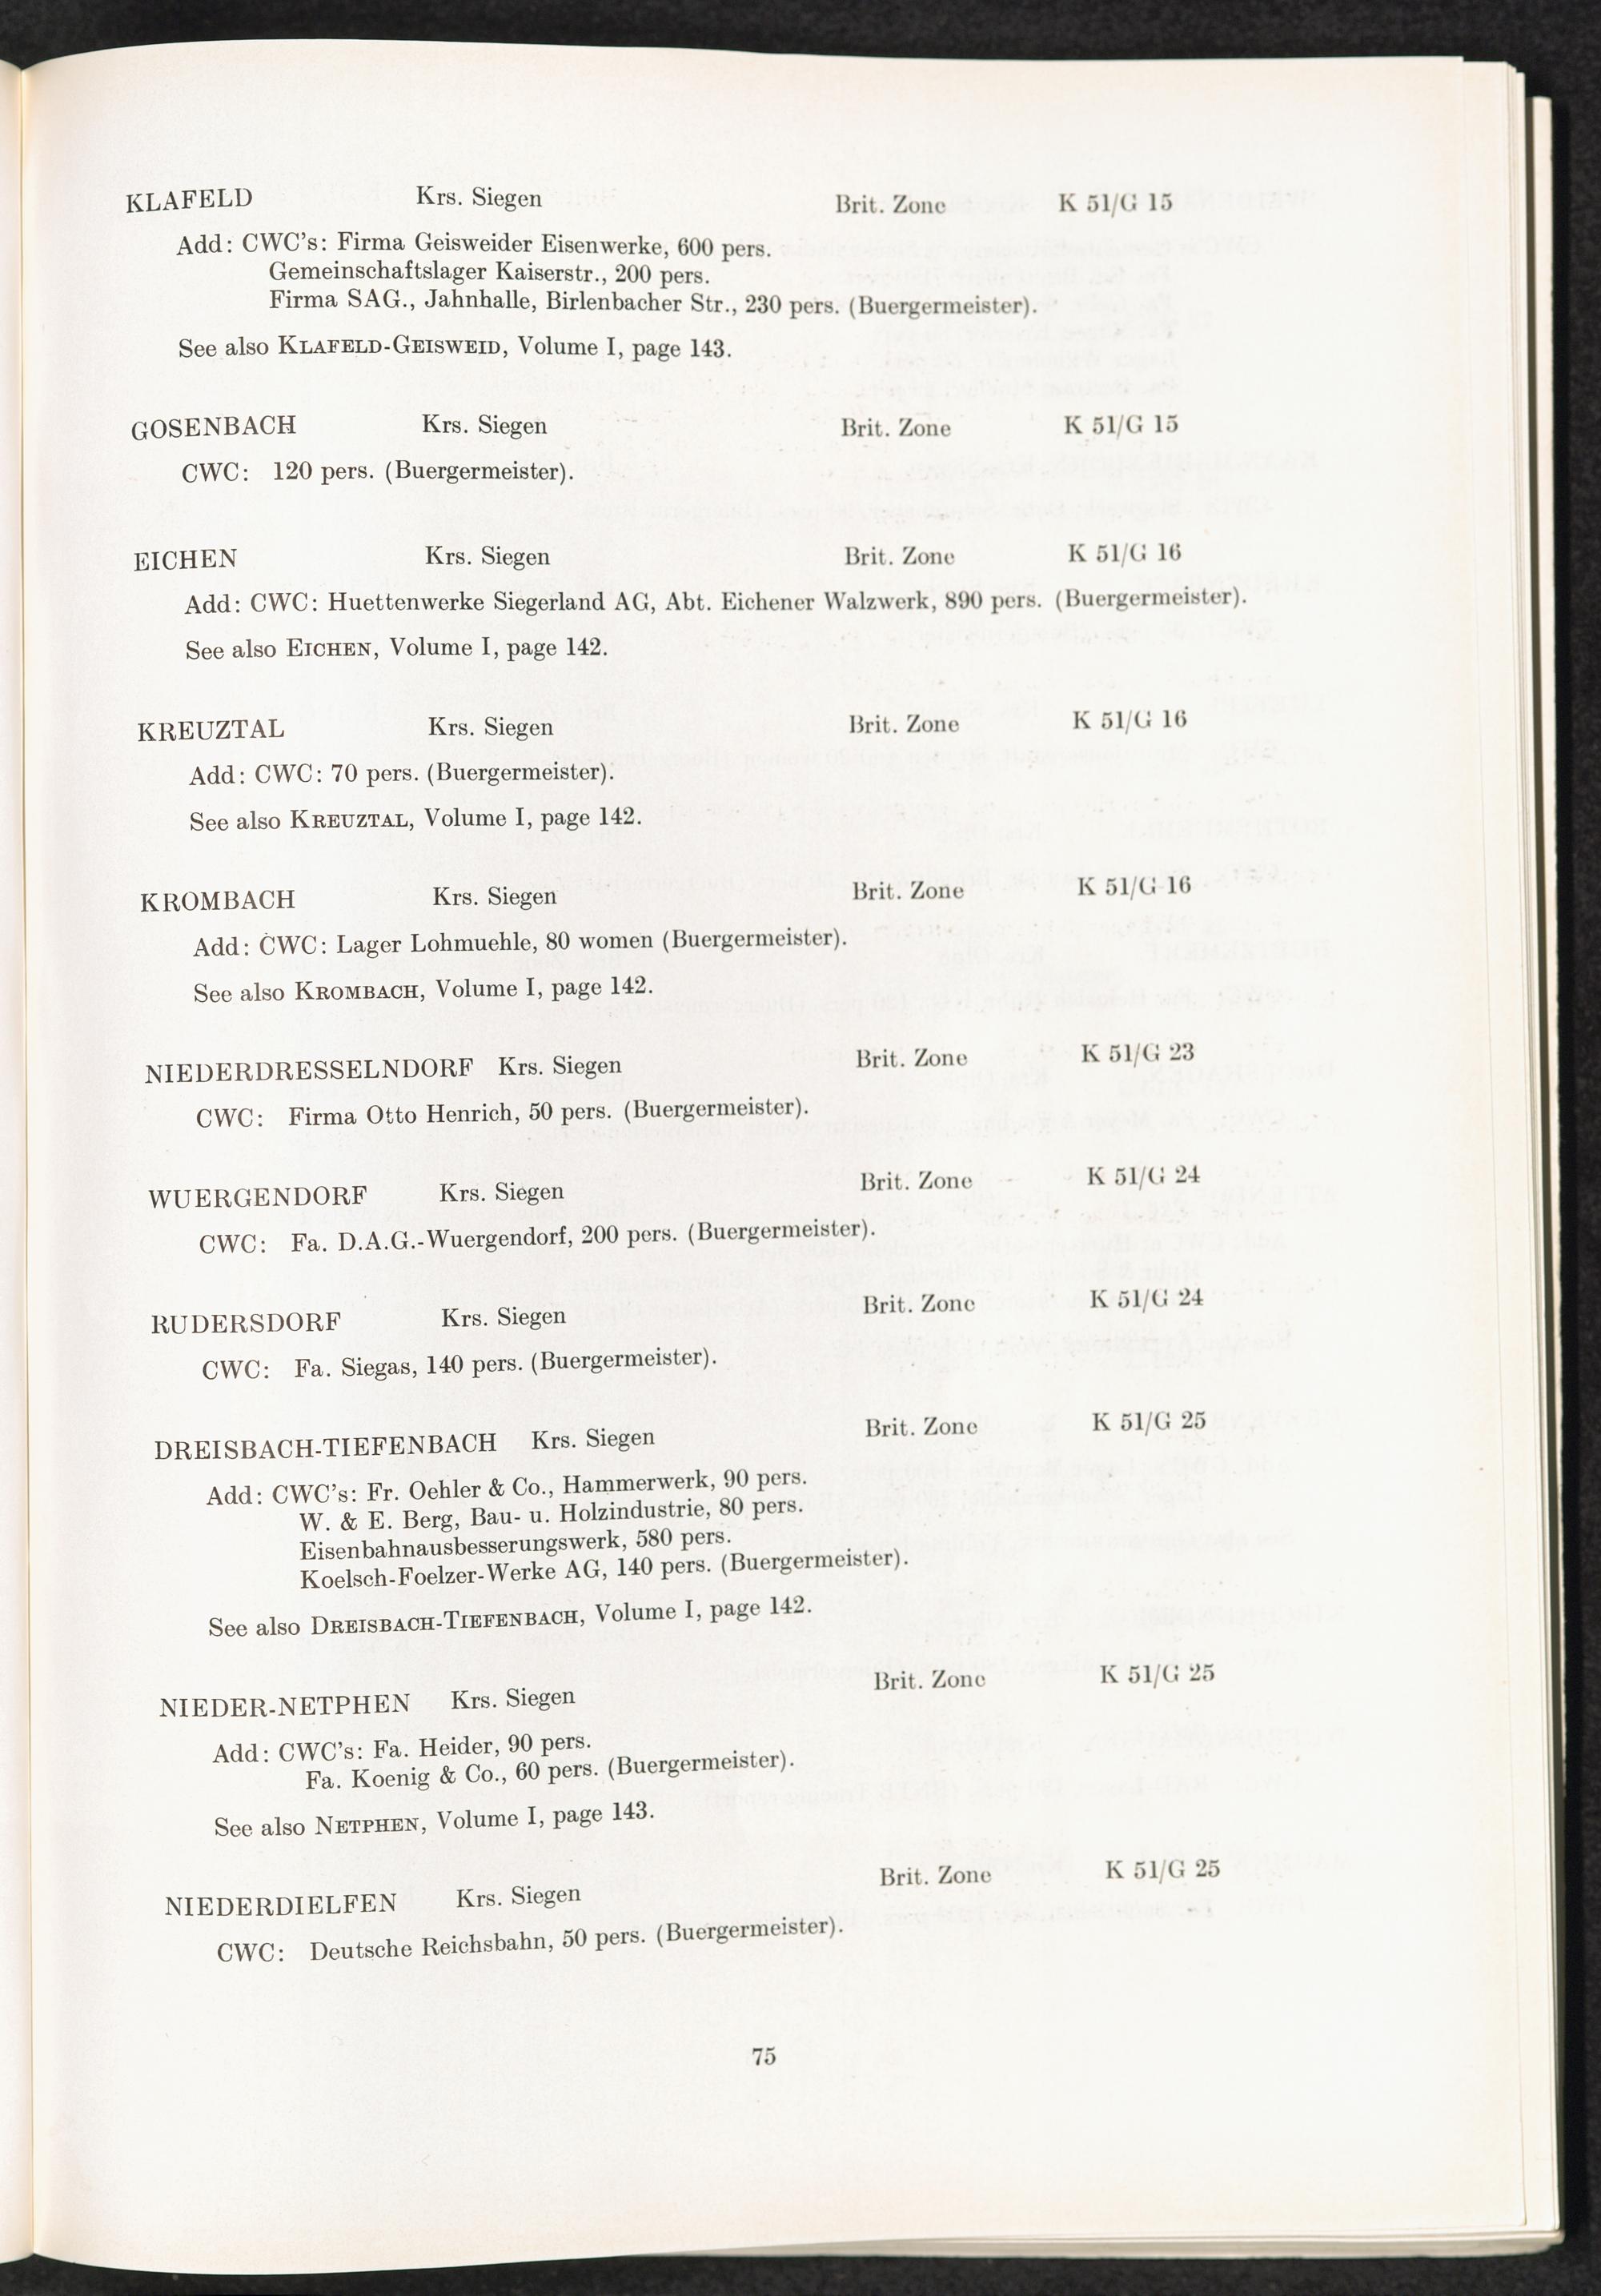 KLAFELD Krs. Siegen Brit. Zone K 51/G 15
Add: CWC's: Firma Geisweider Eisenwerke, 600 pers.
Gemeinschaftslager Kaiserstr., 200 pers.
Firma SAG., Jahnhalle, Birlenbacher Str., 230 pers. (Buergermeister).
See also KLAFELD-GEISWEID, Volume I, page 143.
GOSENBACH Krs. Siegen Brit. Zone K 51/G 15
CWC: 120 pers. (Buergermeister).
EICHEN Krs. Siegen Brit. Zone K 51/G 16
Add: CWC: Huettenwerke Siegerland AG, Abt. Eichener Walzwerk, 890 pers. (Buergermeister).
See also EICHEN, Volume I, page 142.
KREUZTAL Krs. Siegen Brit. Zone K 51/G 16
Add: CWC: 70 pers. (Buergermeister).
See also KREUZTAL, Volume I, page 142.
KROMBACH Krs. Siegen Brit. Zone K 51/G 16
Add: CWC: Lager Lohmuehle, 80 women (Buergermeister).
See also KROMBACH, Volume I, page 142.
NIEDERDRESSELNDORF Krs. Siegen Brit. Zone K 51/G 23
CWC: Firma Otto Henrich, 50 pers. (Buergermeister).
WUERGENDORF Krs. Siegen Brit. Zone K 51/G 24
CWC: Fa. D.A.G.-Wuergendorf, 200 pers. (Buergermeister).
RUDERSDORF Krs. Siegen Brit. Zone K 51/G 24
CWC: Fa. Siegas, 140 pers. (Buergermeister).
DREISBACH-TIEFENBACH Krs. Siegen Brit. Zone K 51/G 25
Add: CWC's: Fr. Oehler & Co., Hammerwerk, 90 pers.
W. & E. Berg, Bau- u. Holzindustrie, 80 pers.
Eisenbahnausbesserungswerk, 580 pers.
Koelsch-Foelzer-Werke AG, 140 pers. (Buergermeister).
See also DREISBACH-TIEFENBACH, Volume I, page 142.
NIEDER-NETPHEN Krs. Siegen Brit. Zone K 51/G 25
Add: CWC's: Fa. Heider, 90 pers.
Fa. Koenig & Co., 60 pers. (Buergermeister).
See also NETPHEN, Volume I, page 143.
NIEDERDIELFEN Krs. Siegen Brit. Zone K 51/G 25
CWC: Deutsche Reichsbahn, 50 pers. (Buergermeister).
75